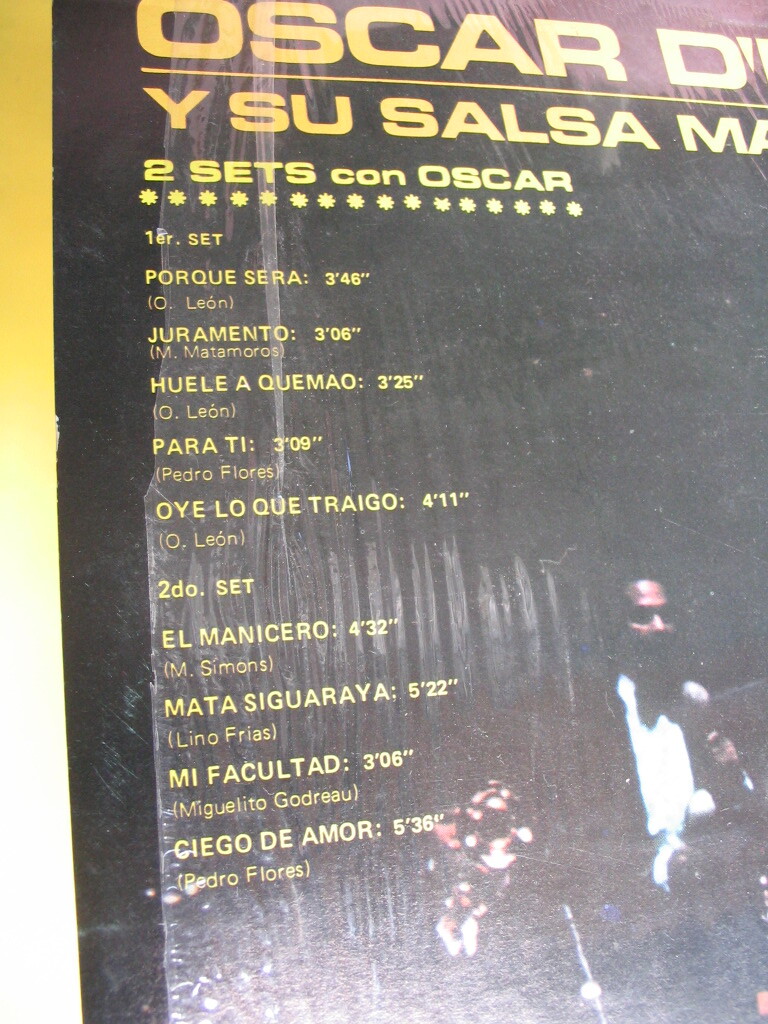 OSCAR D'
Y SU SALSA MA
2 SETS con OSCAR
****************
1er. SET
PORQUE SERA: 3'46"
(O. León)
JURAMENTO: 3'06"
(M. Matamoros)
HUELE A QUEMAO: 3'25"
(O. León)
PARA TI: 3'09"
(Pedro Flores)
OYE LO QUE TRAIGO: 4'11"
(O. León)
2do. SET
EL MANICERO: 4'32"
(M. Simons)
MATA SIGUARAYA: 5'22"
(Lino Frias)
MI FACULTAD: 3'06"
(Miguelito Godreau)
CIEGO DE AMOR: 5'36"
(Pedro Flores)